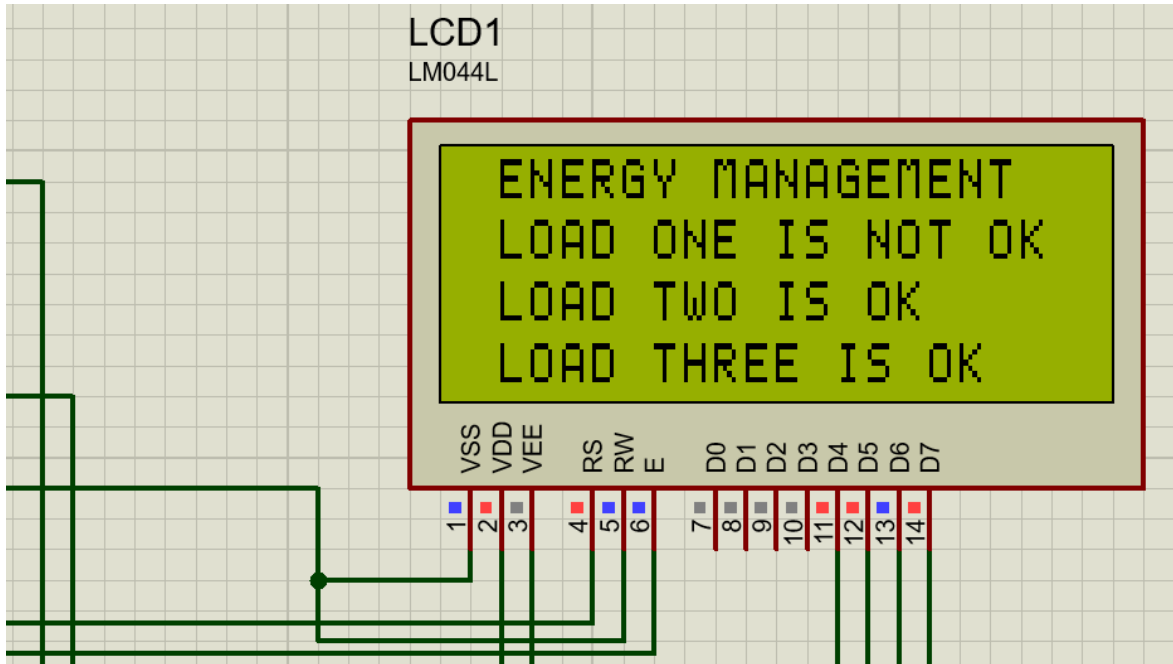 LCD1
LM044L
ENERGY MANAGEMENT
LOAD ONE IS NOT OK
LOAD TWO IS OK
LOAD THREE IS OK
VSS VDD VEE RS RW E D0 D1 D2 D3 D4 D5 D6 D7
1 2 3 4 5 6 7 8 9 10 11 12 13 14